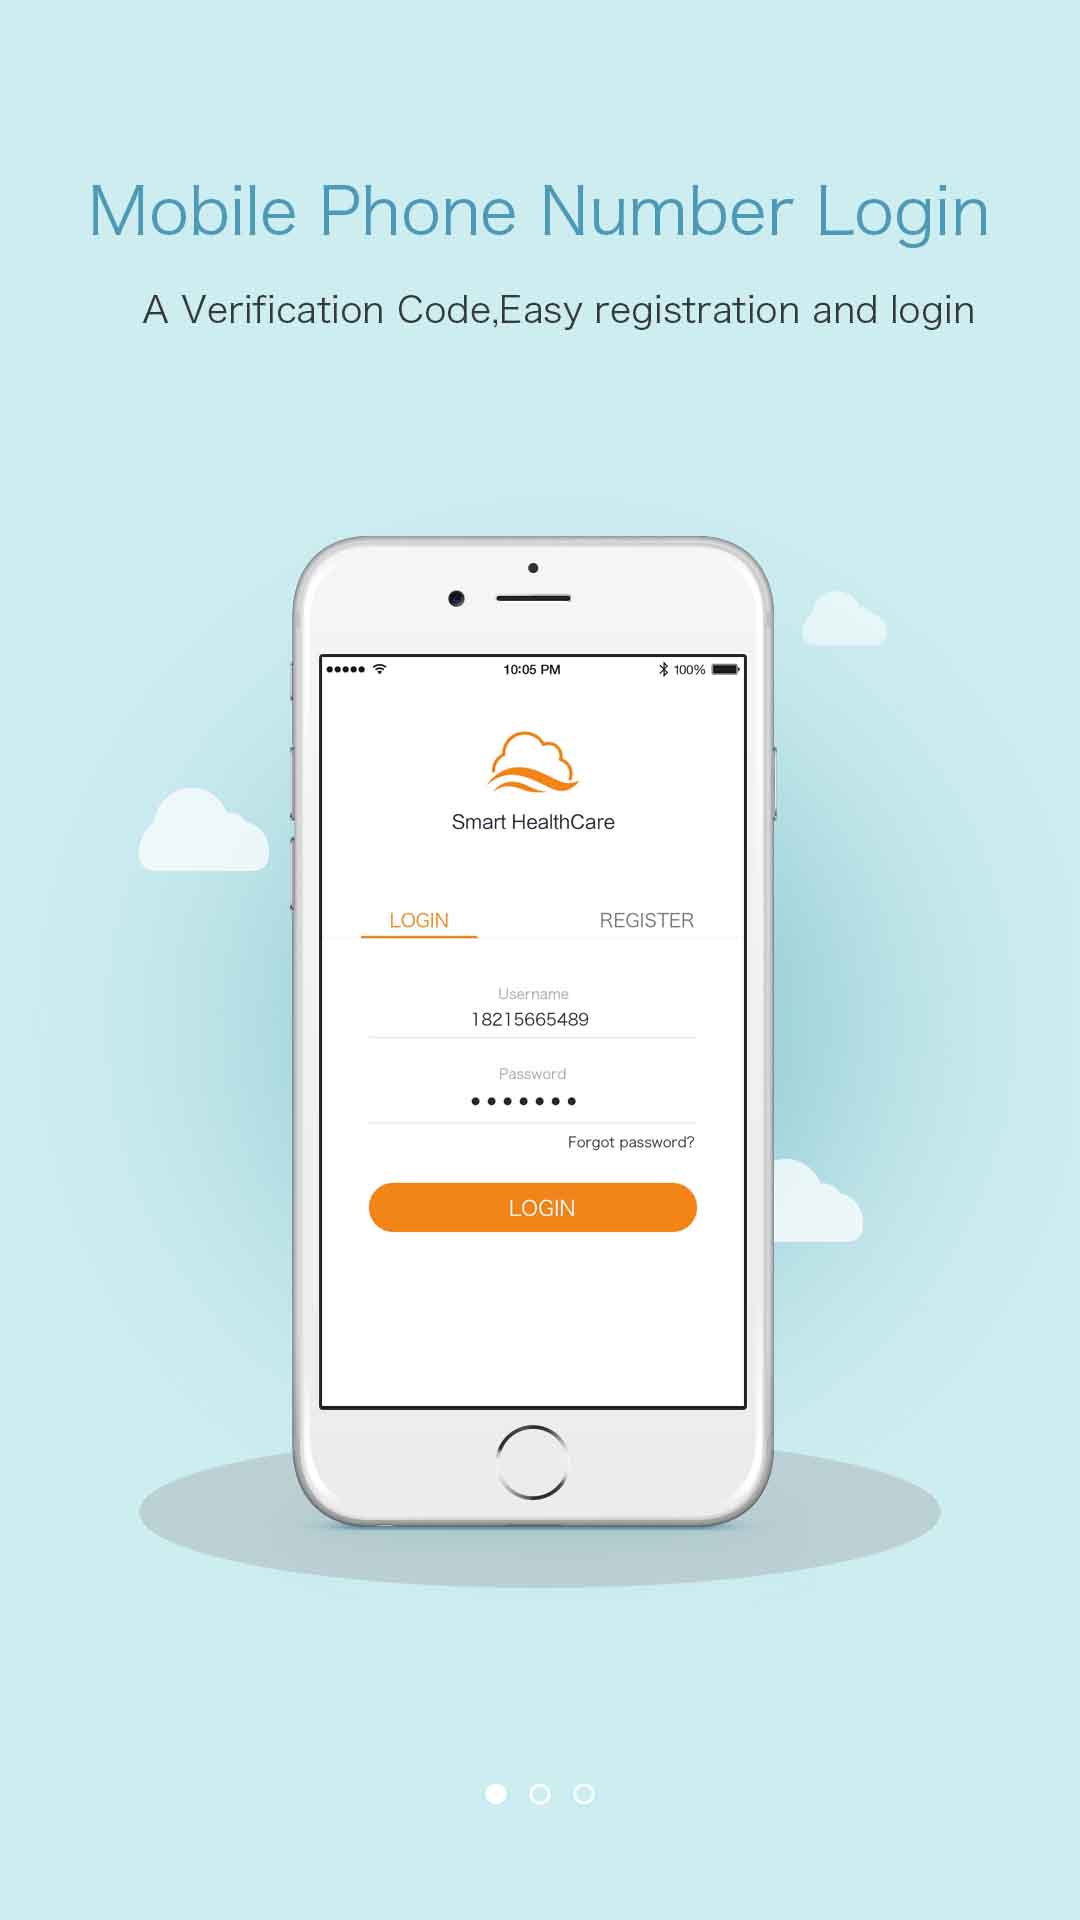 Mobile Phone Number Login
A Verification Code,Easy registration and login
10:05 PM
100%
Smart HealthCare
LOGIN
REGISTER
Username
18215665489
Password
Forgot password?
LOGIN